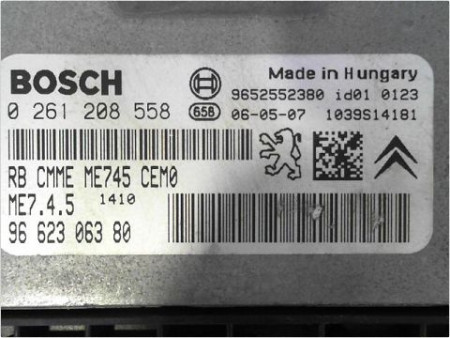 BOSCH
Made in Hungary
9652552380 id01 0123
0 261 208 558 658 06-05-07 1039S14181
RB CMME ME745 CEM0
ME7.4.5 1410
96 623 063 80